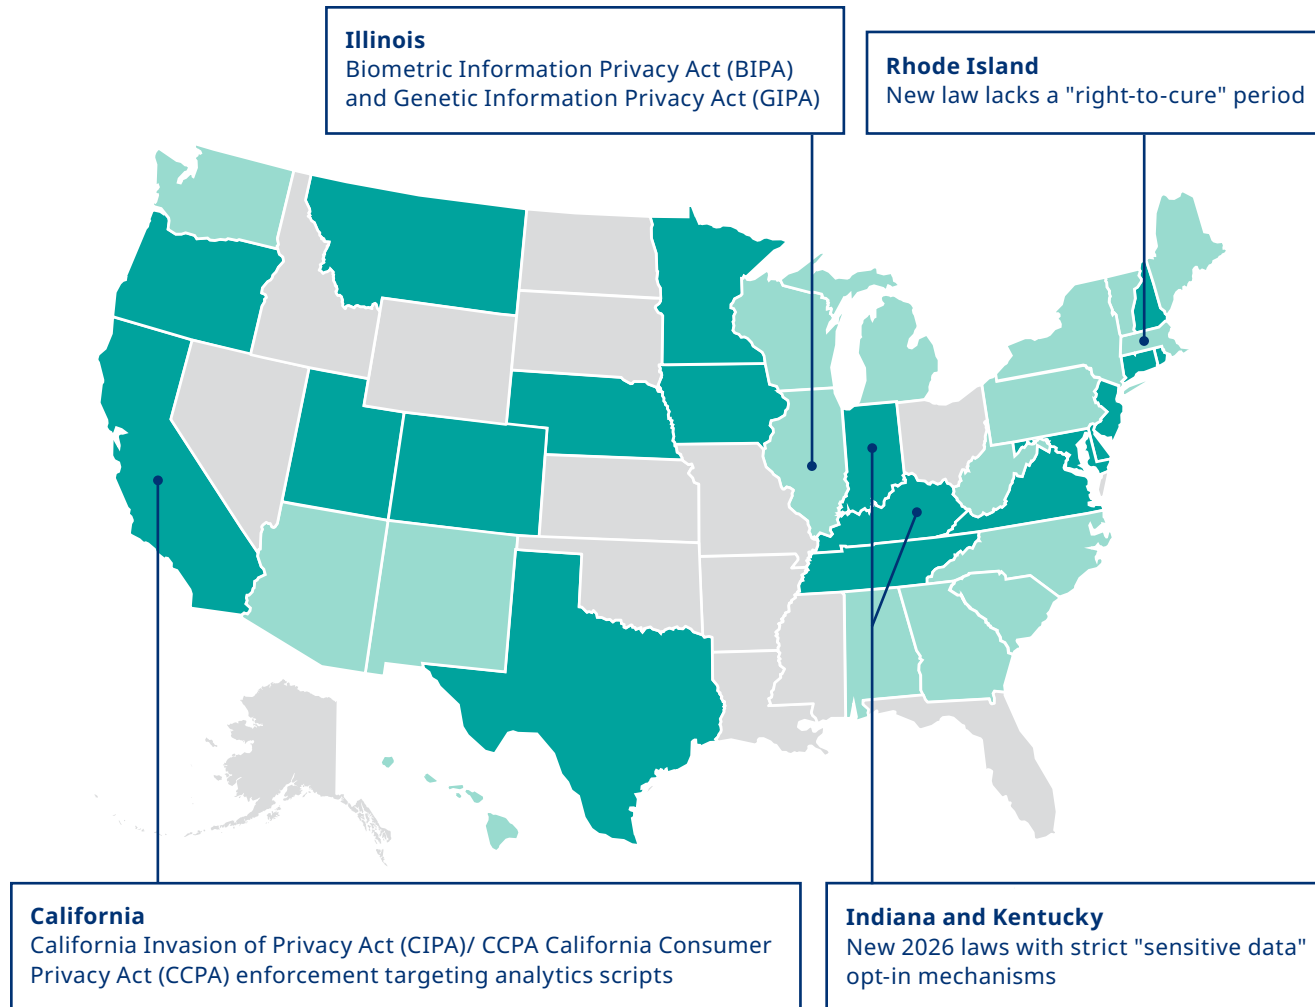 Illinois
Biometric Information Privacy Act (BIPA)
and Genetic Information Privacy Act (GIPA)
Rhode Island
New law lacks a "right-to-cure" period
California
California Invasion of Privacy Act (CIPA)/ CCPA California Consumer
Privacy Act (CCPA) enforcement targeting analytics scripts
Indiana and Kentucky
New 2026 laws with strict "sensitive data"
opt-in mechanisms